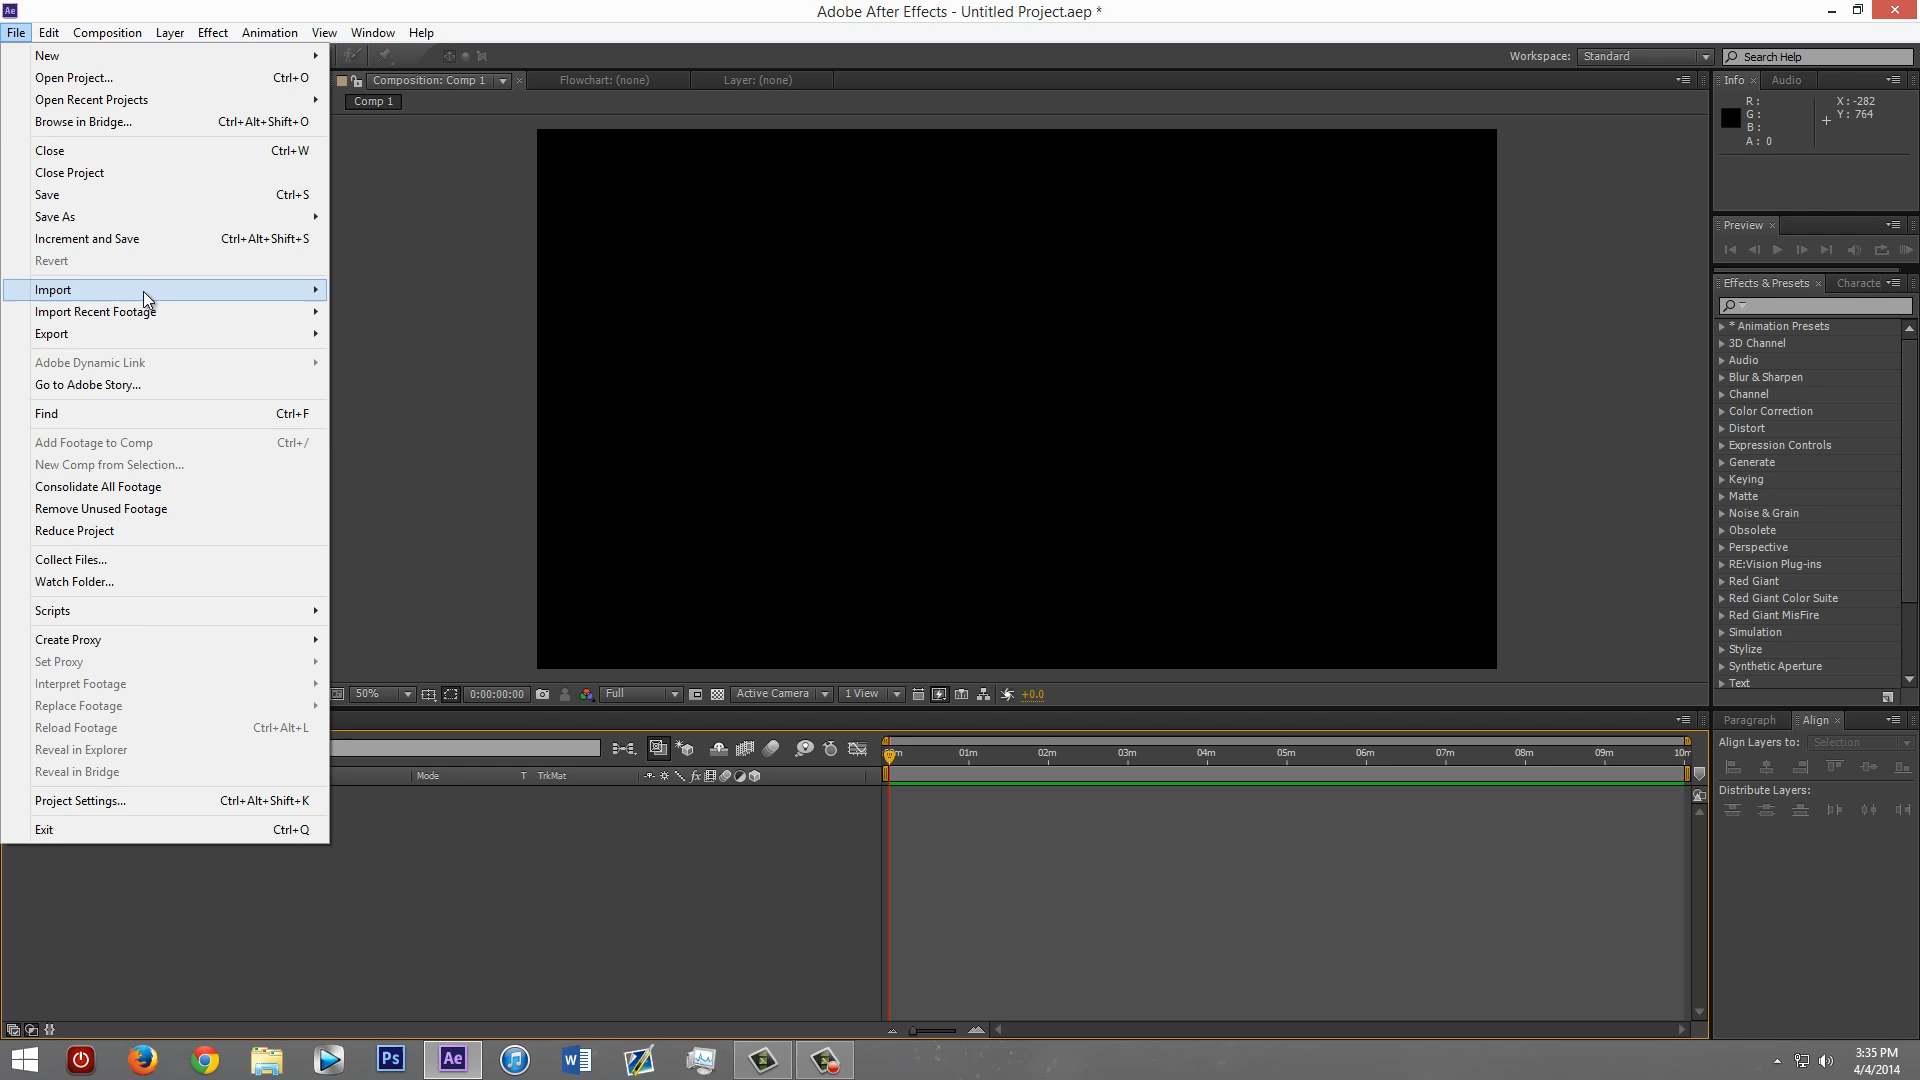 Ae
Adobe After Effects - Untitled Project.aep *
File Edit Composition Layer Effect Animation View Window Help
New
Open Project... Ctrl+O
Open Recent Projects
Browse in Bridge... Ctrl+Alt+Shift+O
Close Ctrl+W
Close Project
Save Ctrl+S
Save As
Increment and Save Ctrl+Alt+Shift+S
Revert
Import
Import Recent Footage
Export
Adobe Dynamic Link
Go to Adobe Story...
Find Ctrl+F
Add Footage to Comp Ctrl+/
New Comp from Selection...
Consolidate All Footage
Remove Unused Footage
Reduce Project
Collect Files...
Watch Folder...
Scripts
Create Proxy
Set Proxy
Interpret Footage
Replace Footage
Reload Footage Ctrl+Alt+L
Reveal in Explorer
Reveal in Bridge
Project Settings... Ctrl+Alt+Shift+K
Exit Ctrl+Q
Workspace: Standard
Search Help
Composition: Comp 1 Flowchart: (none) Layer: (none)
Comp 1
Info Audio
R : X : -282
G : Y : 764
B :
A : 0
Preview
Effects & Presets Characte
* Animation Presets
3D Channel
Audio
Blur & Sharpen
Channel
Color Correction
Distort
Expression Controls
Generate
Keying
Matte
Noise & Grain
Obsolete
Perspective
RE:Vision Plug-ins
Red Giant
Red Giant Color Suite
Red Giant MisFire
Simulation
Stylize
Synthetic Aperture
Text
50% 0:00:00:00 Full Active Camera 1 View +0.0
Mode T TrkMat fx
01m 02m 03m 04m 05m 06m 07m 08m 09m
Paragraph Align
Align Layers to: Selection
Distribute Layers:
Ps Ae
3:35 PM
4/4/2014